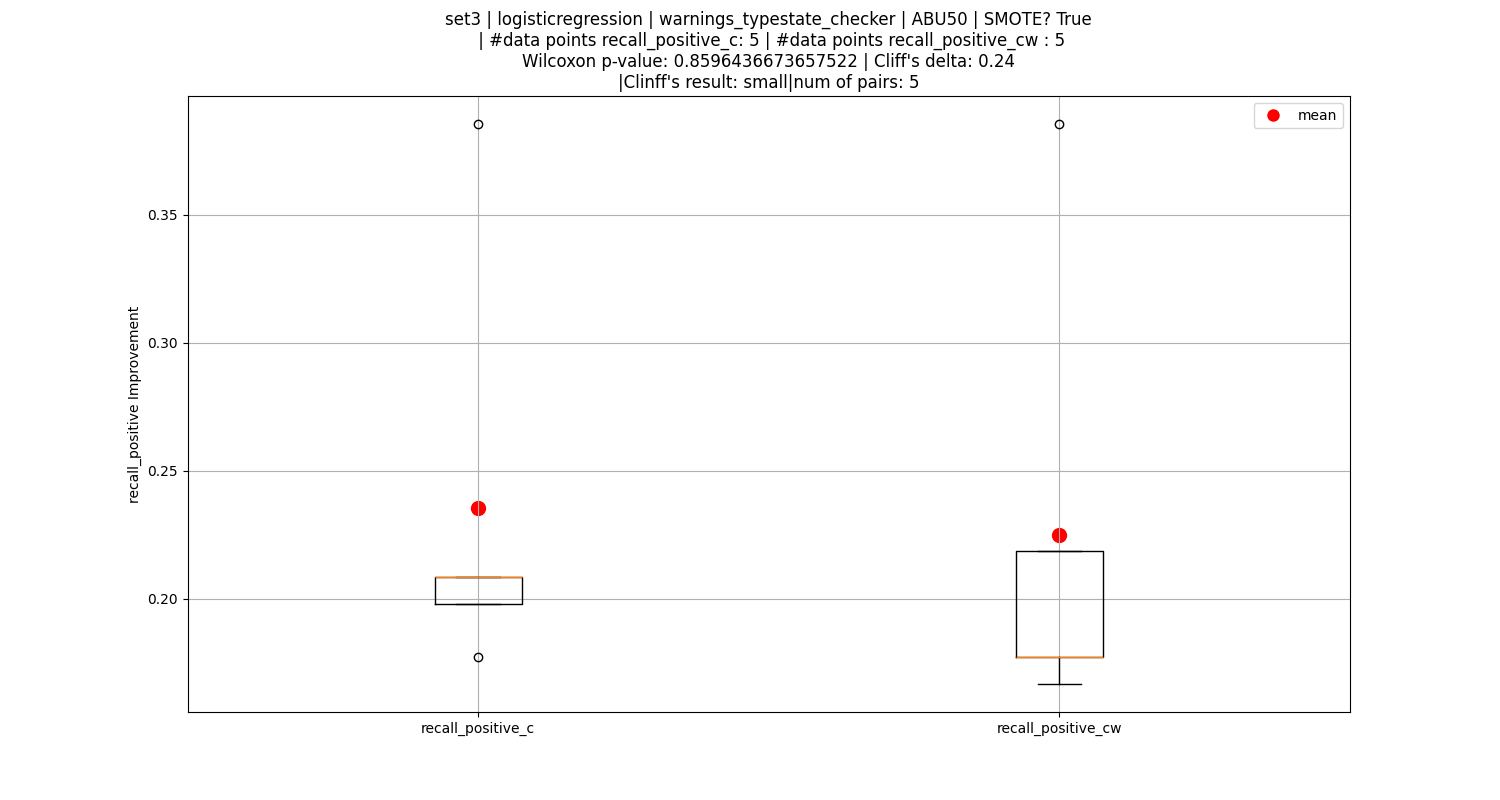 set3 | logisticregression | warnings_typestate_checker | ABU50 | SMOTE? True
| #data points recall_positive_c: 5 | #data points recall_positive_cw : 5
Wilcoxon p-value: 0.8596436673657522 | Cliff's delta: 0.24
|Clinff's result: small|num of pairs: 5
mean
recall_positive Improvement
0.35
0.30
0.25
0.20
recall_positive_c
recall_positive_cw